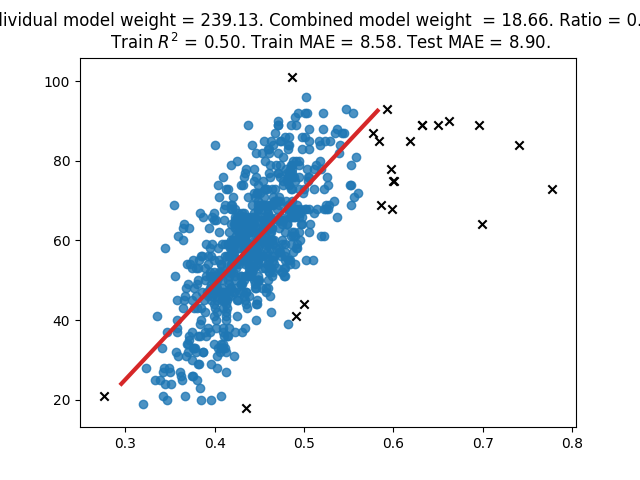 dividual model weight = 239.13. Combined model weight = 18.66. Ratio = 0.
Train R² = 0.50. Train MAE = 8.58. Test MAE = 8.90.
100
80
60
40
20
0.3 0.4 0.5 0.6 0.7 0.8